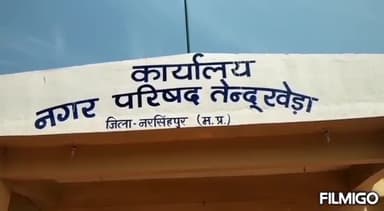 कार्यालय
नगर परिषद तेन्दूखेड़ा
जिला-नरसिंहपुर (म.प्र.)
FILMIGO